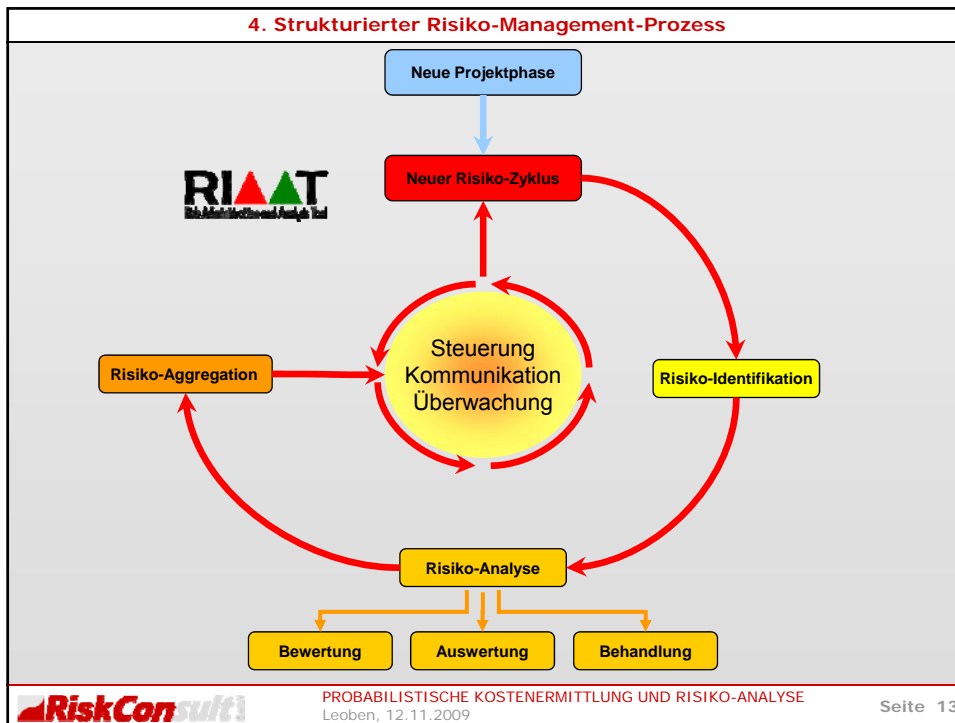 4. Strukturierter Risiko-Management-Prozess
Neue Projektphase
RIAAT
Neuer Risiko-Zyklus
Steuerung
Kommunikation
Überwachung
Risiko-Aggregation
Risiko-Identifikation
Risiko-Analyse
Bewertung
Auswertung
Behandlung
RiskConsult
PROBABILISTISCHE KOSTENERMITTLUNG UND RISIKO-ANALYSE
Leoben, 12.11.2009
Seite 13